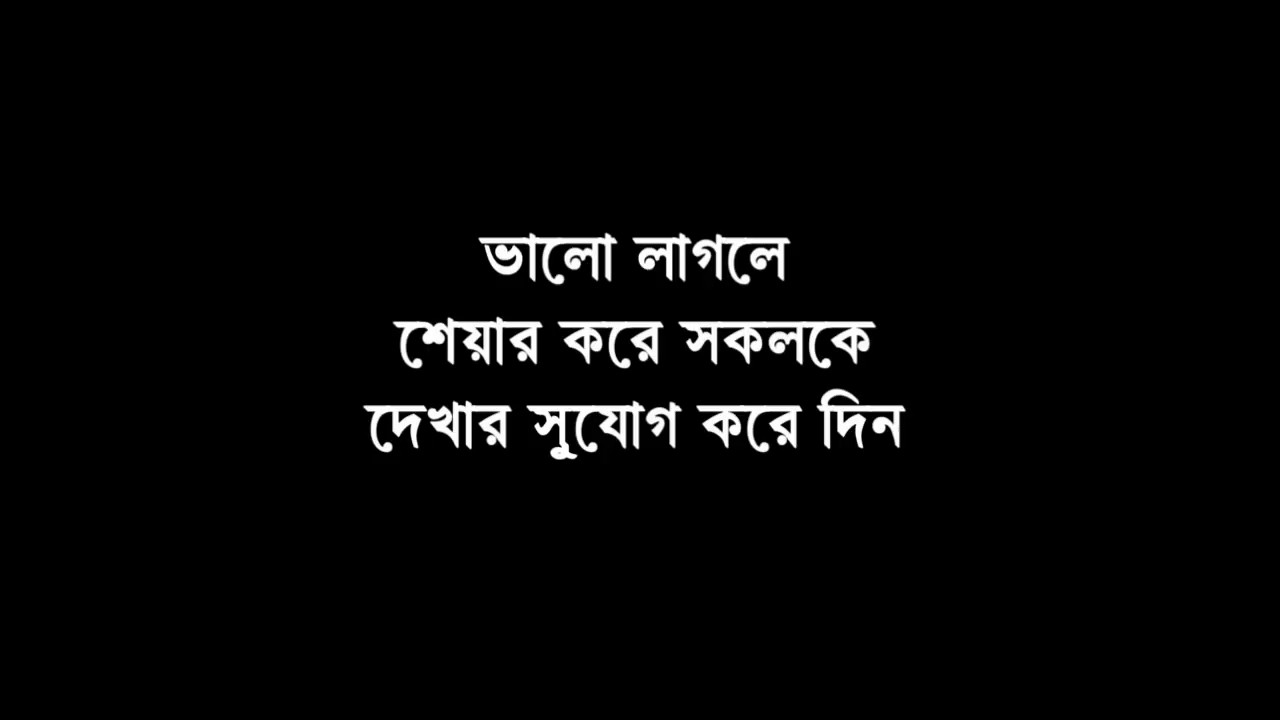 ভালো লাগলে
শেয়ার করে সকলকে
দেখার সুযোগ করে দিন